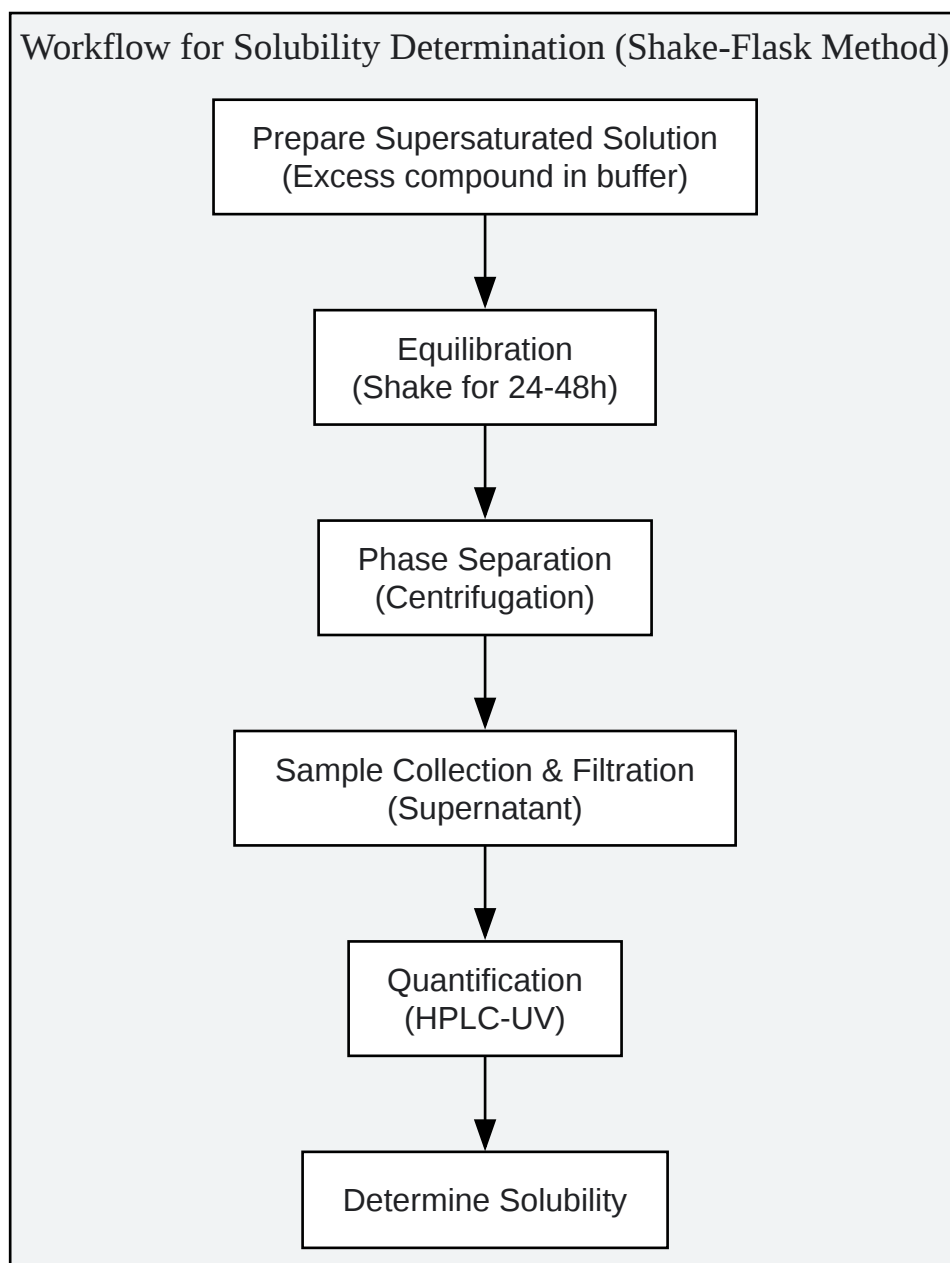 Workflow for Solubility Determination (Shake-Flask Method)
Prepare Supersaturated Solution
(Excess compound in buffer)
Equilibration
(Shake for 24-48h)
Phase Separation
(Centrifugation)
Sample Collection & Filtration
(Supernatant)
Quantification
(HPLC-UV)
Determine Solubility